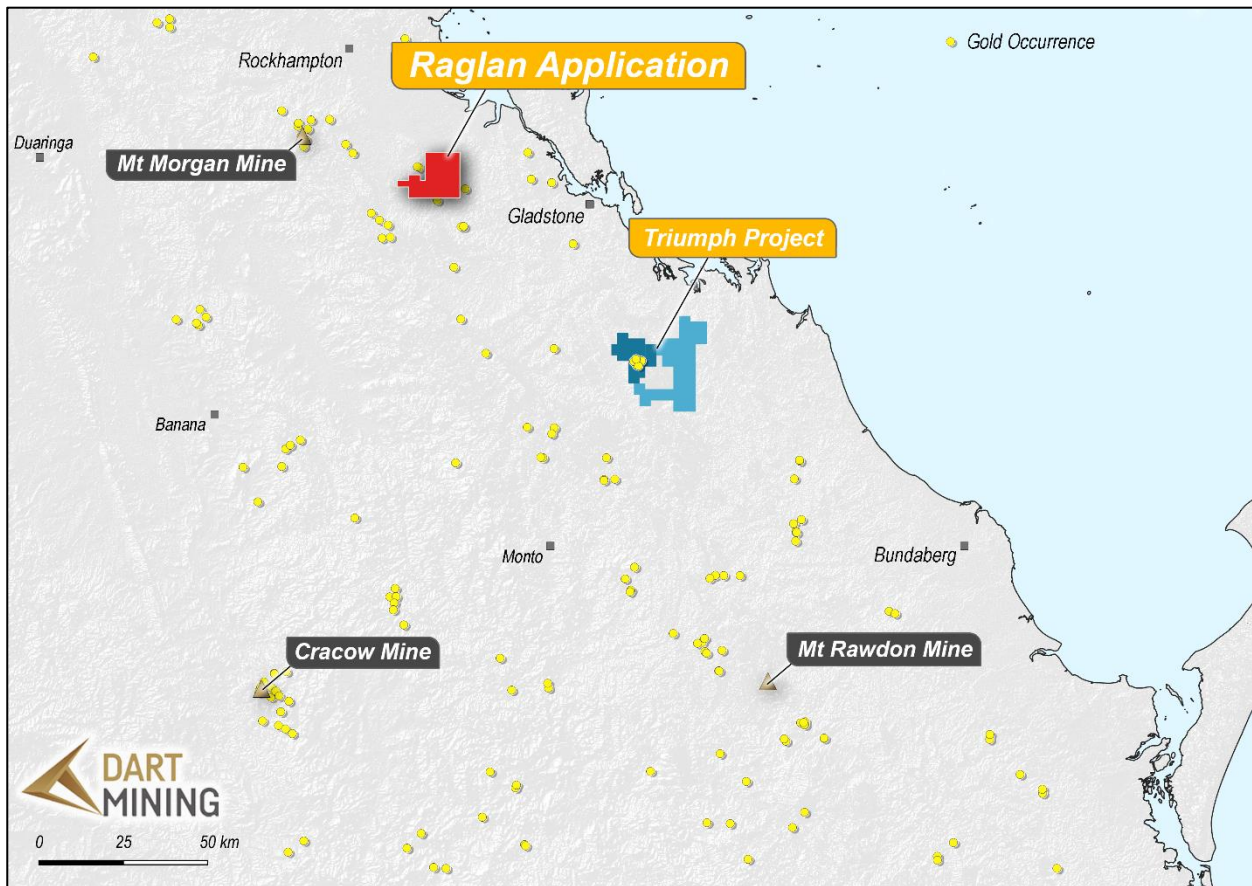 Rockhampton
Raglan Application
Gold Occurrence
Duaringa
Mt Morgan Mine
Gladstone
Triumph Project
Banana
Monto
Bundaberg
Cracow Mine
Mt Rawdon Mine
DART
MINING
0 25 50 km